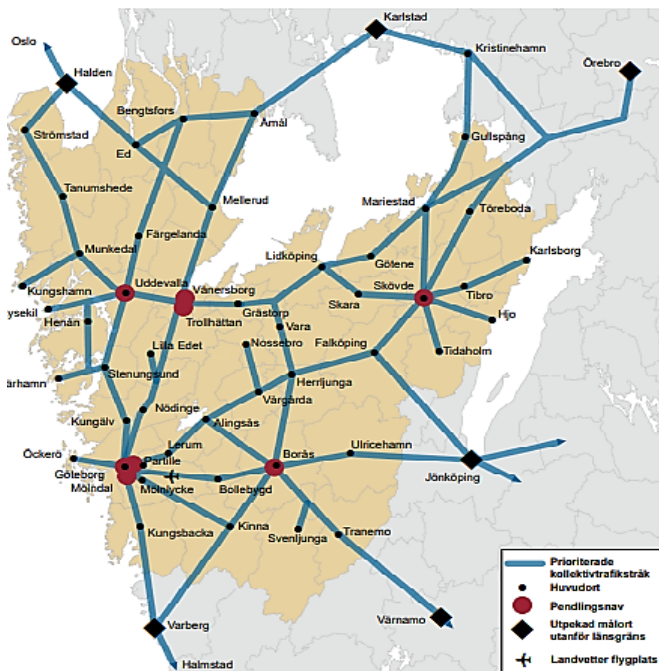 Karlstad
Oslo
Kristinehamn
Halden
Örebro
Bengtsfors
Åmål
Strömstad
Gullspång
Ed
Tanumshede
Mellerud
Mariestad
Töreboda
Färgelanda
Munkedal
Karlsborg
Lidköping
Götene
Uddevalla
Skövde
Kungshamn
Vänersborg
Tibro
ysekil
Grästorp
Skara
Henån
Trollhättan
Hjo
Vara
Lilla Edet
Nossebro
Falköping
Tidaholm
Stenungsund
ärhamn
Herrljunga
Vårgårda
Nödinge
Kungälv
Alingsås
Ulricehamn
Lerum
Öckerö
Partille
Borås
Göteborg
Mölndal
Mölnlycke
Bollebygd
Jönköping
Kungsbacka
Kinna
Tranemo
Svenljunga
Värnamo
Varberg
Halmstad
Prioriterade
kollektivtrafikstråk
Huvudort
Pendlingsnav
Utpekad målort
utanför länsgräns
Landvetter flygplats